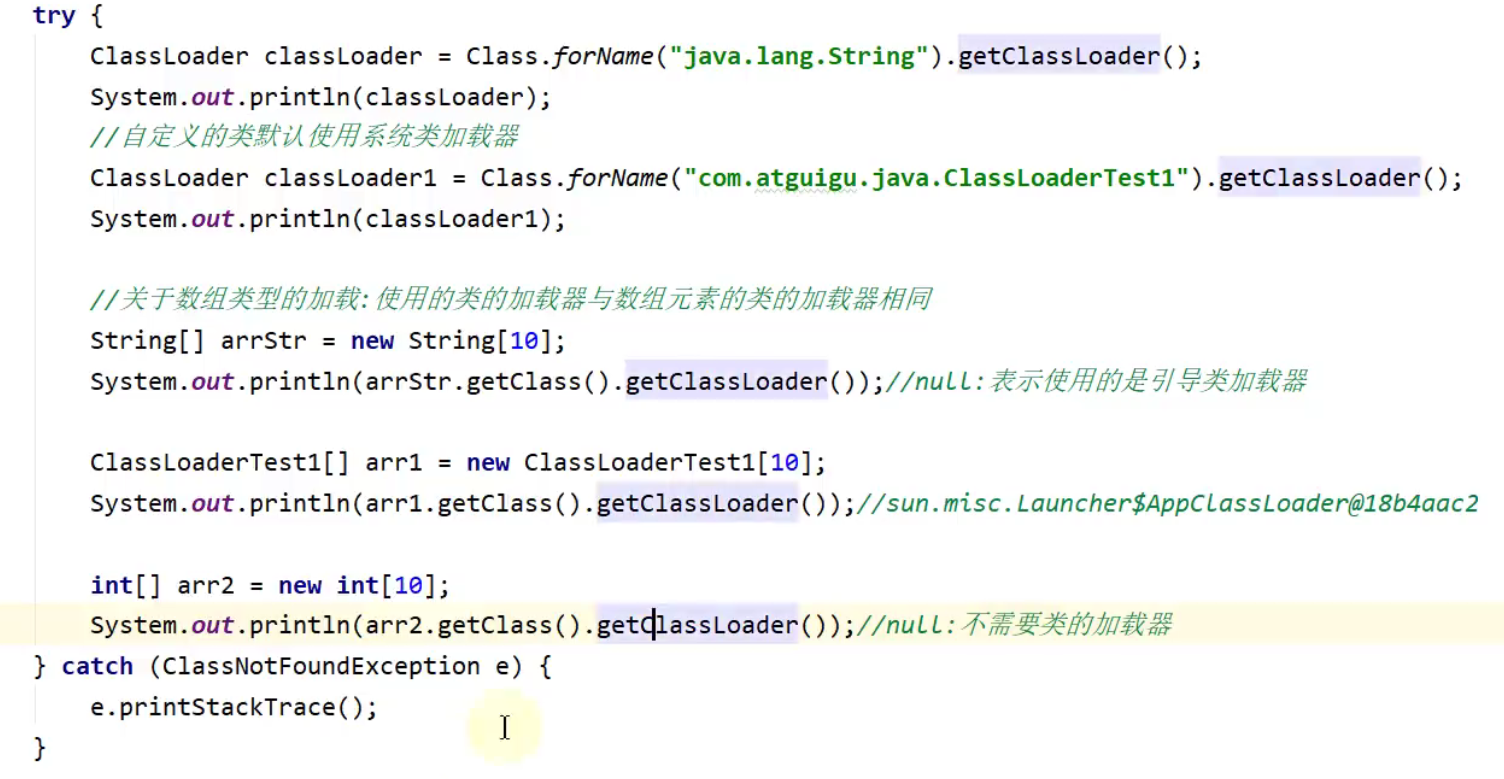 try {
ClassLoader classLoader = Class.forName("java.lang.String").getClassLoader();
System.out.println(classLoader);
//自定义的类默认使用系统类加载器
ClassLoader classLoader1 = Class.forName("com.atguigu.java.ClassLoaderTest1").getClassLoader();
System.out.println(classLoader1);
//关于数组类型的加载:使用的类的加载器与数组元素的类的加载器相同
String[] arrStr = new String[10];
System.out.println(arrStr.getClass().getClassLoader());//null:表示使用的是引导类加载器
ClassLoaderTest1[] arr1 = new ClassLoaderTest1[10];
System.out.println(arr1.getClass().getClassLoader());//sun.misc.Launcher$AppClassLoader@18b4aac2
int[] arr2 = new int[10];
System.out.println(arr2.getClass().getClassLoader());//null:不需要类的加载器
} catch (ClassNotFoundException e) {
e.printStackTrace();
}